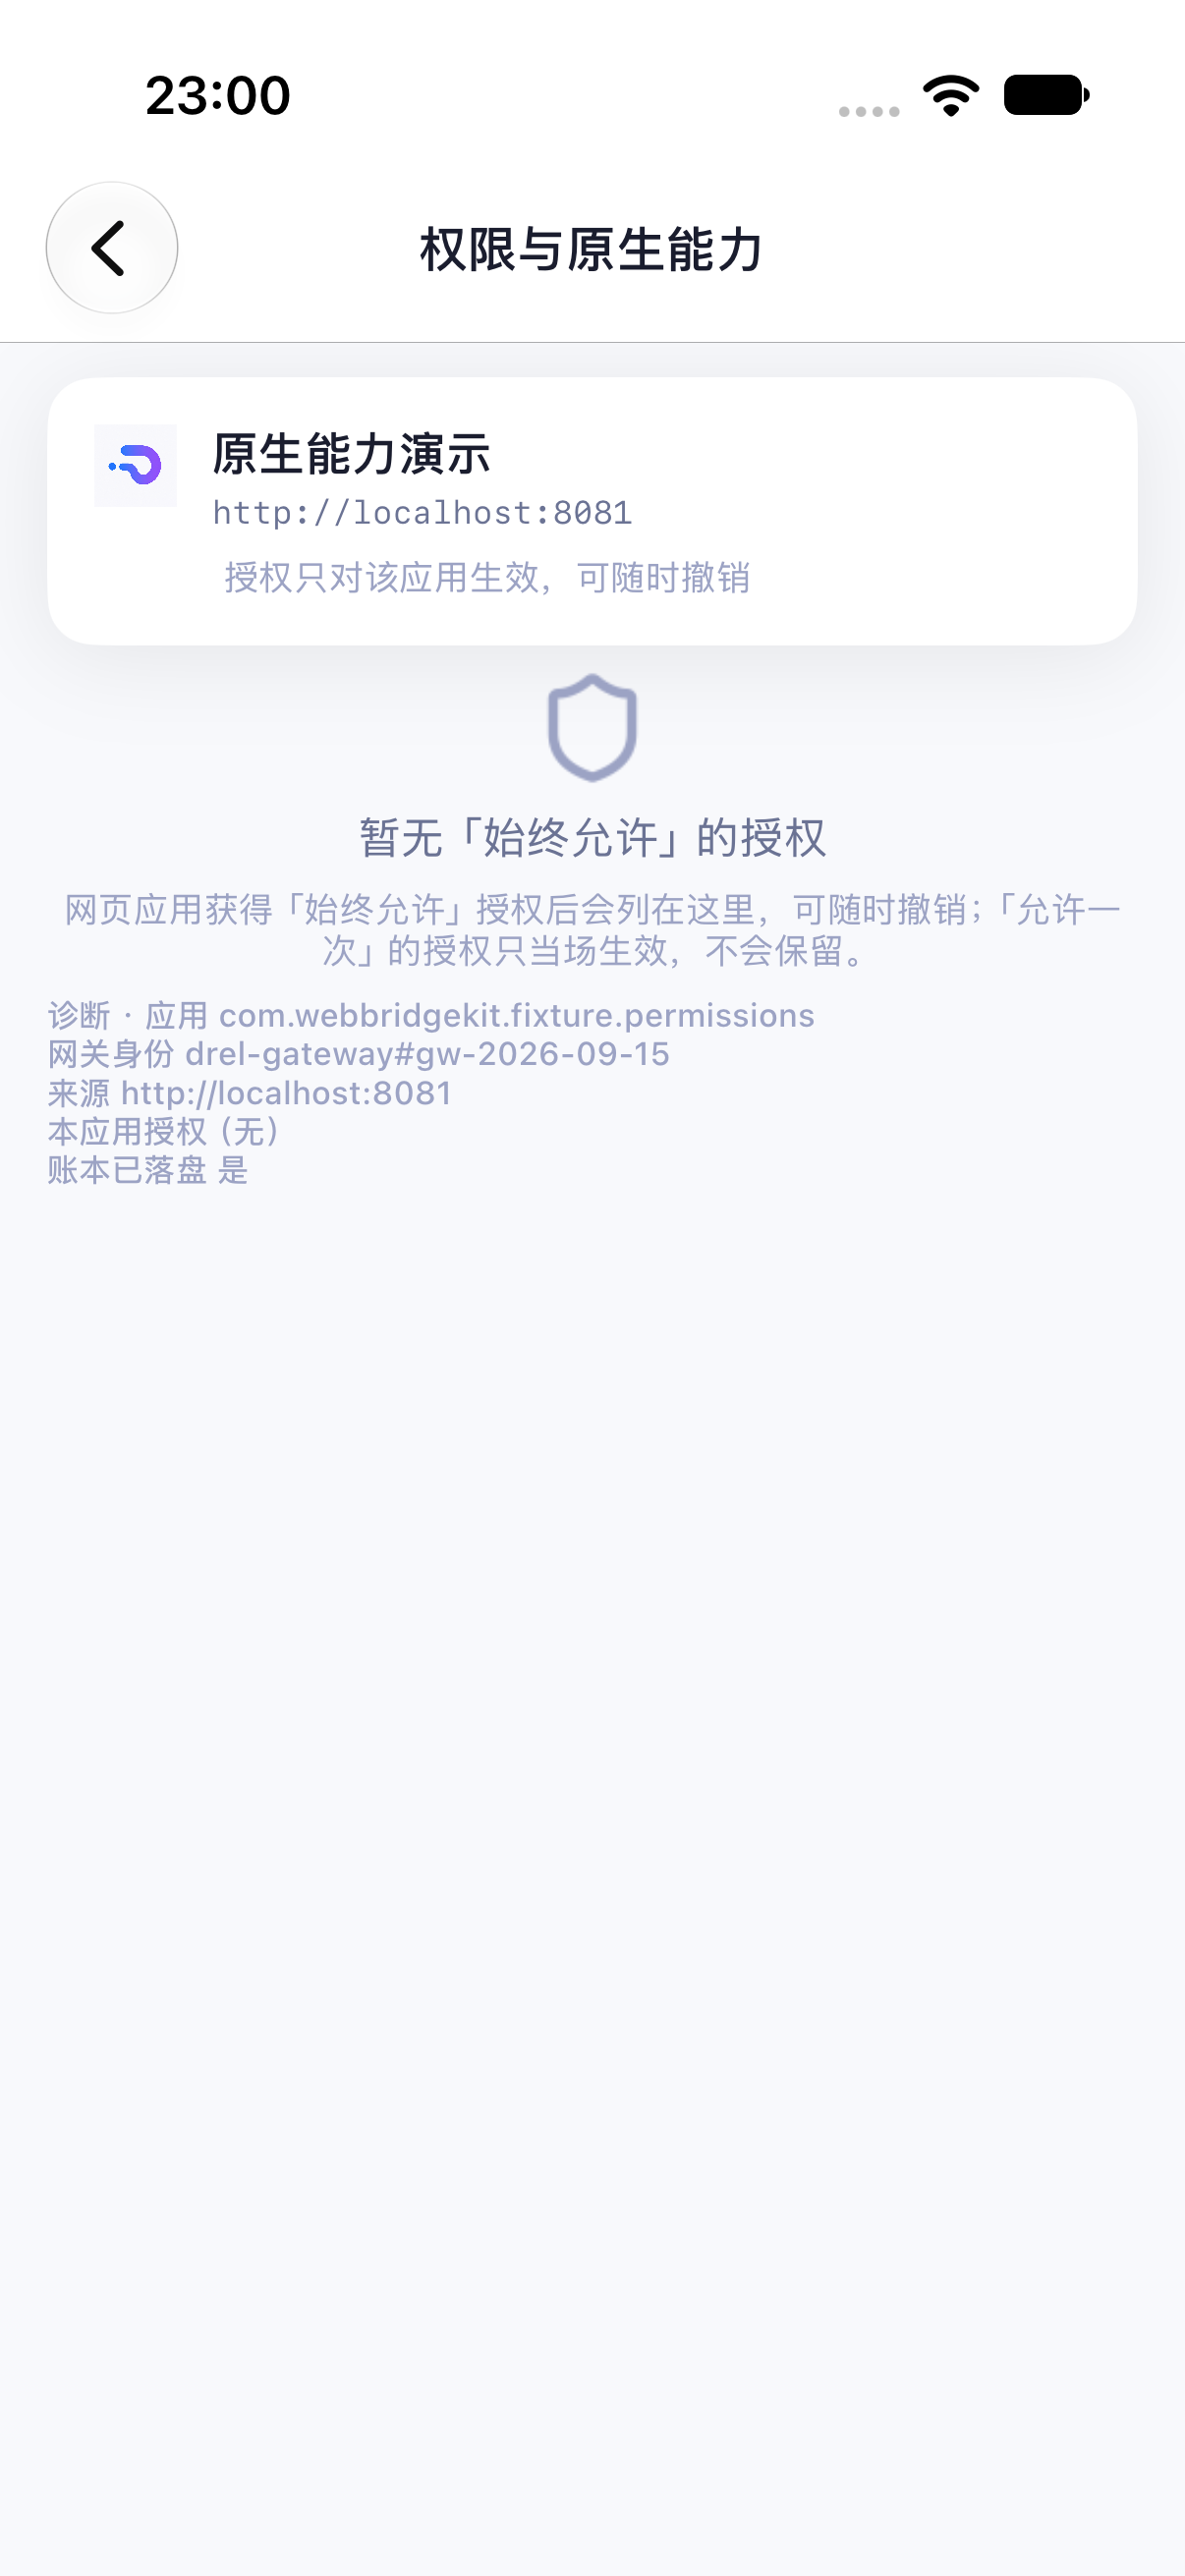 23:00
权限与原生能力
原生能力演示
http://localhost:8081
授权只对该应用生效，可随时撤销
暂无「始终允许」的授权
网页应用获得「始终允许」授权后会列在这里，可随时撤销；「允许一
次」的授权只当场生效，不会保留。
诊断 · 应用 com.webbridgekit.fixture.permissions
网关身份 drel-gateway#gw-2026-09-15
来源 http://localhost:8081
本应用授权（无）
账本已落盘 是